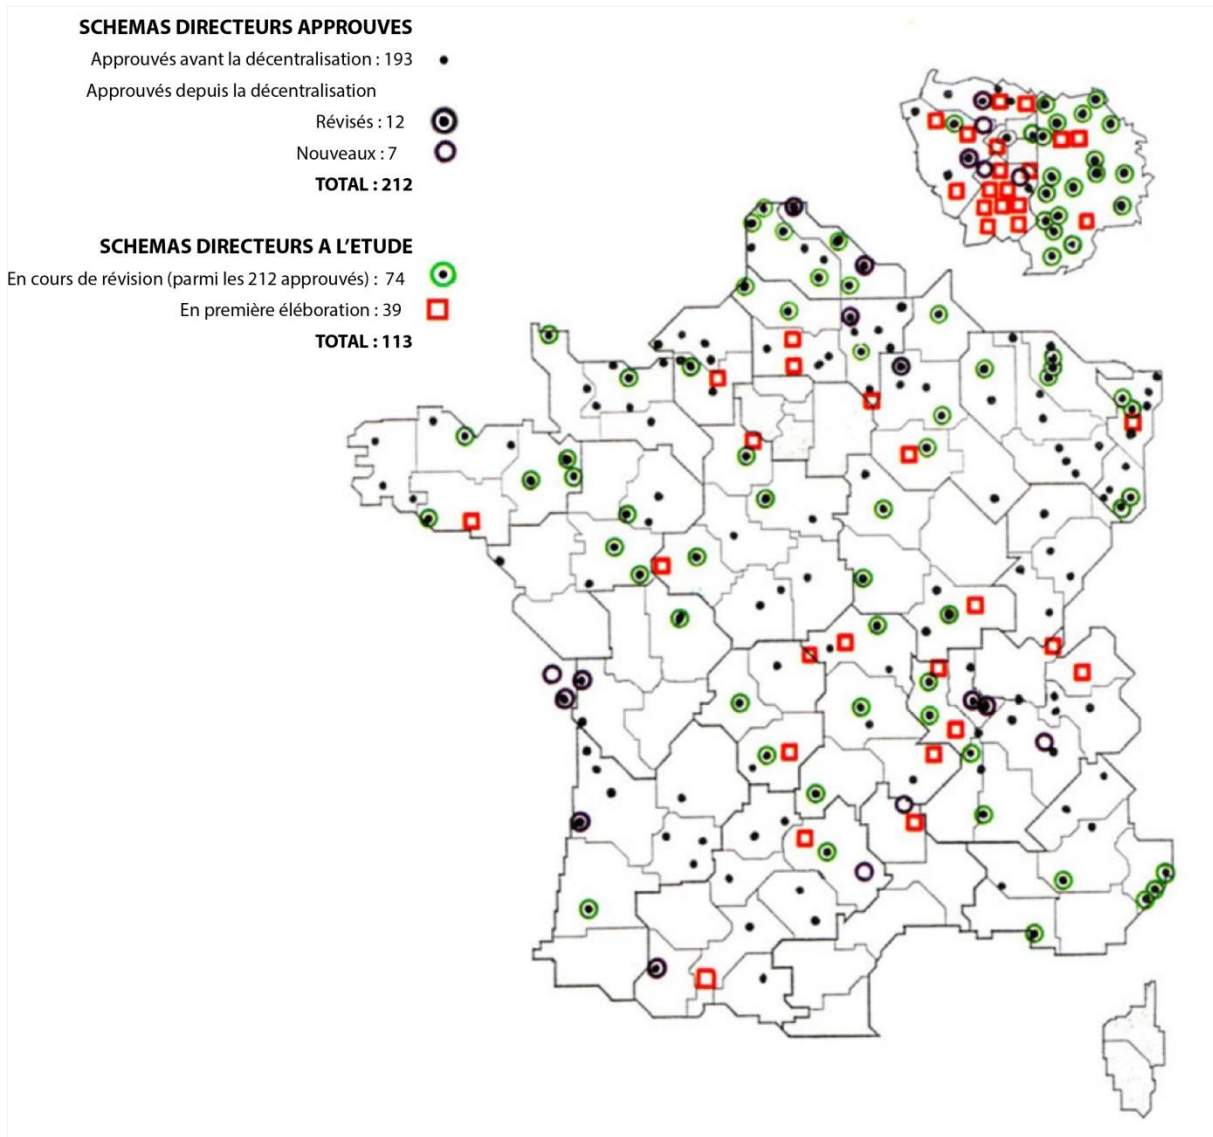 SCHEMAS DIRECTEURS APPROUVES
Approuvés avant la décentralisation : 193
Approuvés depuis la décentralisation
Révisés : 12
Nouveaux : 7
TOTAL : 212
SCHEMAS DIRECTEURS A L’ETUDE
En cours de révision (parmi les 212 approuvés) : 74
En première éléboration : 39
TOTAL : 113